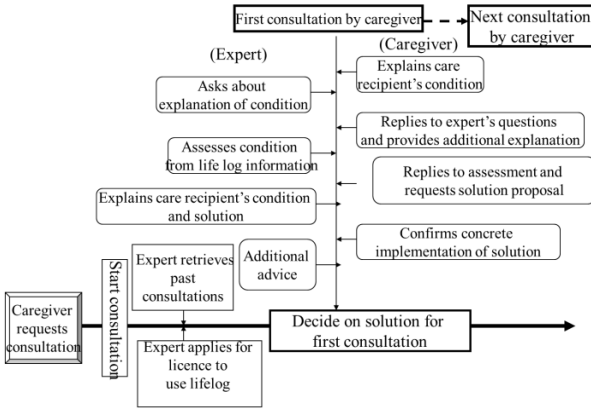 First consultation by caregiver
Next consultation
by caregiver
(Expert)
(Caregiver)
Explains care
recipient's condition
Asks about
explanation of condition
Replies to expert's questions
and provides additional explanation
Assesses condition
from life log information
Replies to assessment and
requests solution proposal
Explains care recipient's condition
and solution
Confirms concrete
implementation of solution
Additional
advice
Expert retrieves
past
consultations
Start consultation
Caregiver
requests
consultation
Decide on solution for
first consultation
Expert applies for
licence to
use lifelog